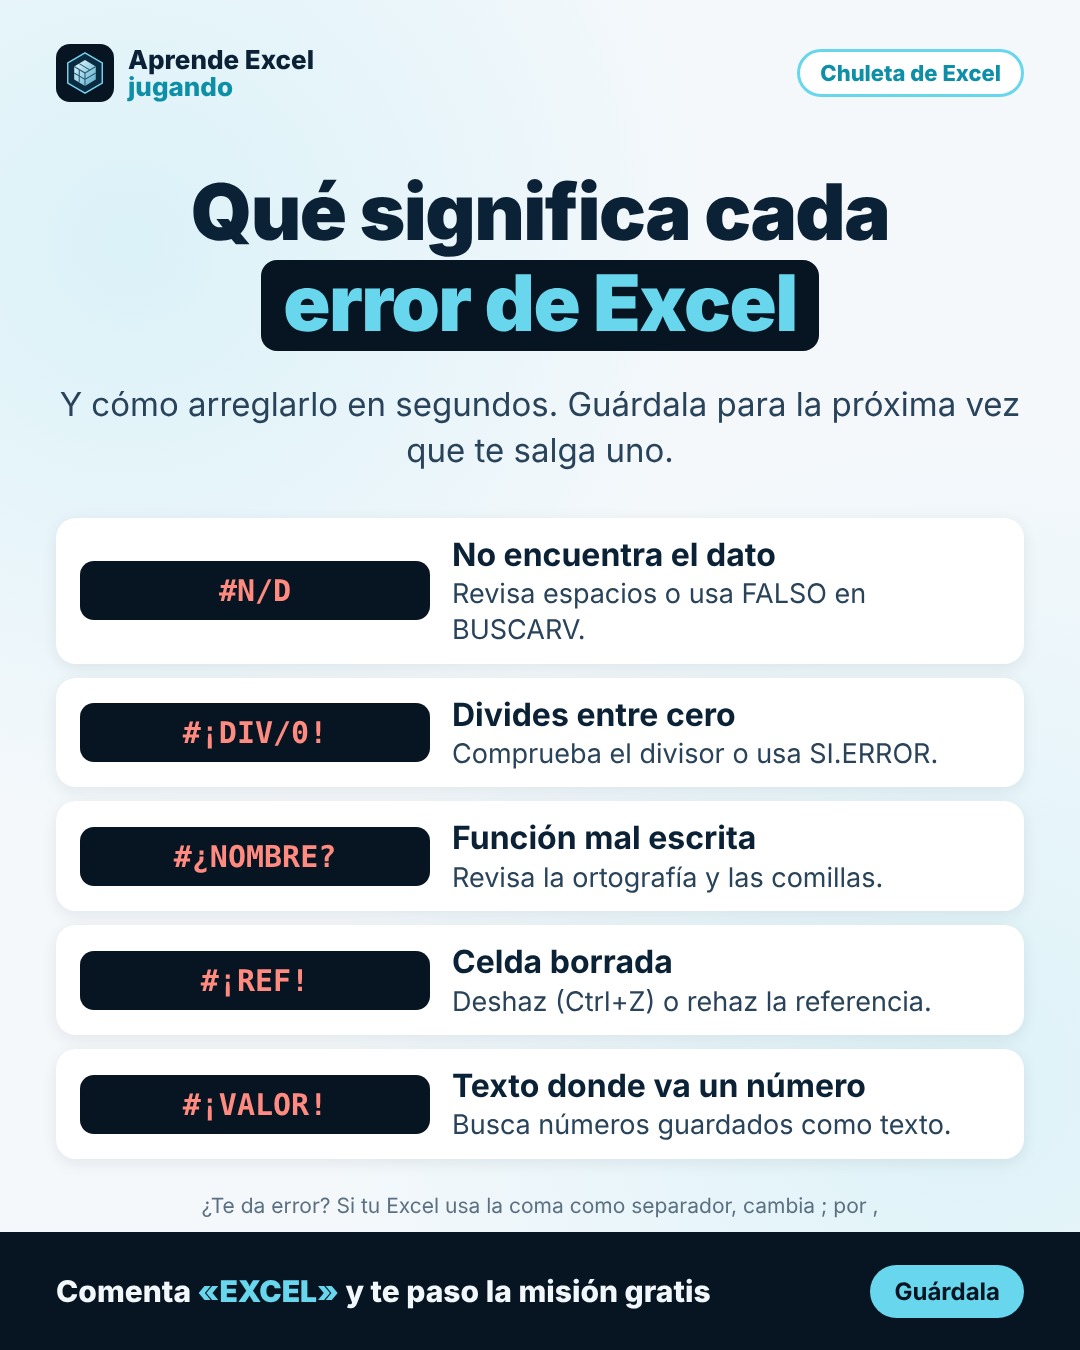 Aprende Excel
jugando
Chuleta de Excel
Qué significa cada
error de Excel
Y cómo arreglarlo en segundos. Guárdala para la próxima vez
que te salga uno.
#N/D
No encuentra el dato
Revisa espacios o usa FALSO en
BUSCARV.
#¡DIV/0!
Divides entre cero
Comprueba el divisor o usa SI.ERROR.
#¿NOMBRE?
Función mal escrita
Revisa la ortografía y las comillas.
#¡REF!
Celda borrada
Deshaz (Ctrl+Z) o rehaz la referencia.
#¡VALOR!
Texto donde va un número
Busca números guardados como texto.
¿Te da error? Si tu Excel usa la coma como separador, cambia ; por ,
Comenta «EXCEL» y te paso la misión gratis
Guárdala